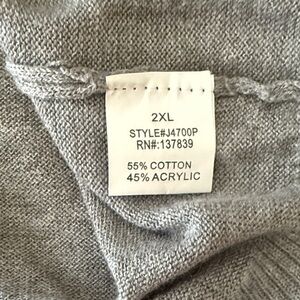 2XL
STYLE#J4700P
RN#:137839
55% COTTON
45% ACRYLIC